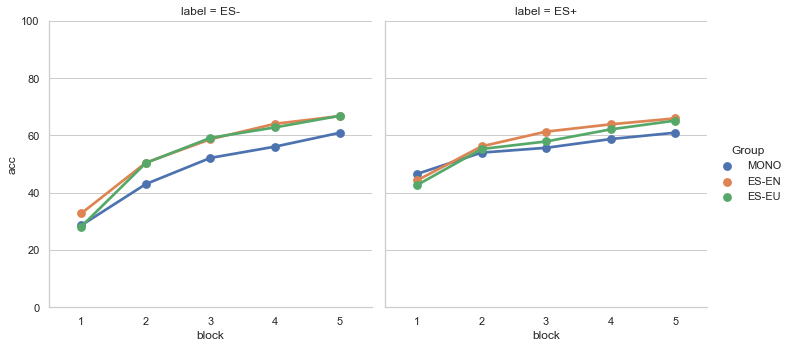 label = ES-
label = ES+
100
80
60
40
20
0
acc
1 2 3 4 5
block
1 2 3 4 5
block
Group
MONO
ES-EN
ES-EU